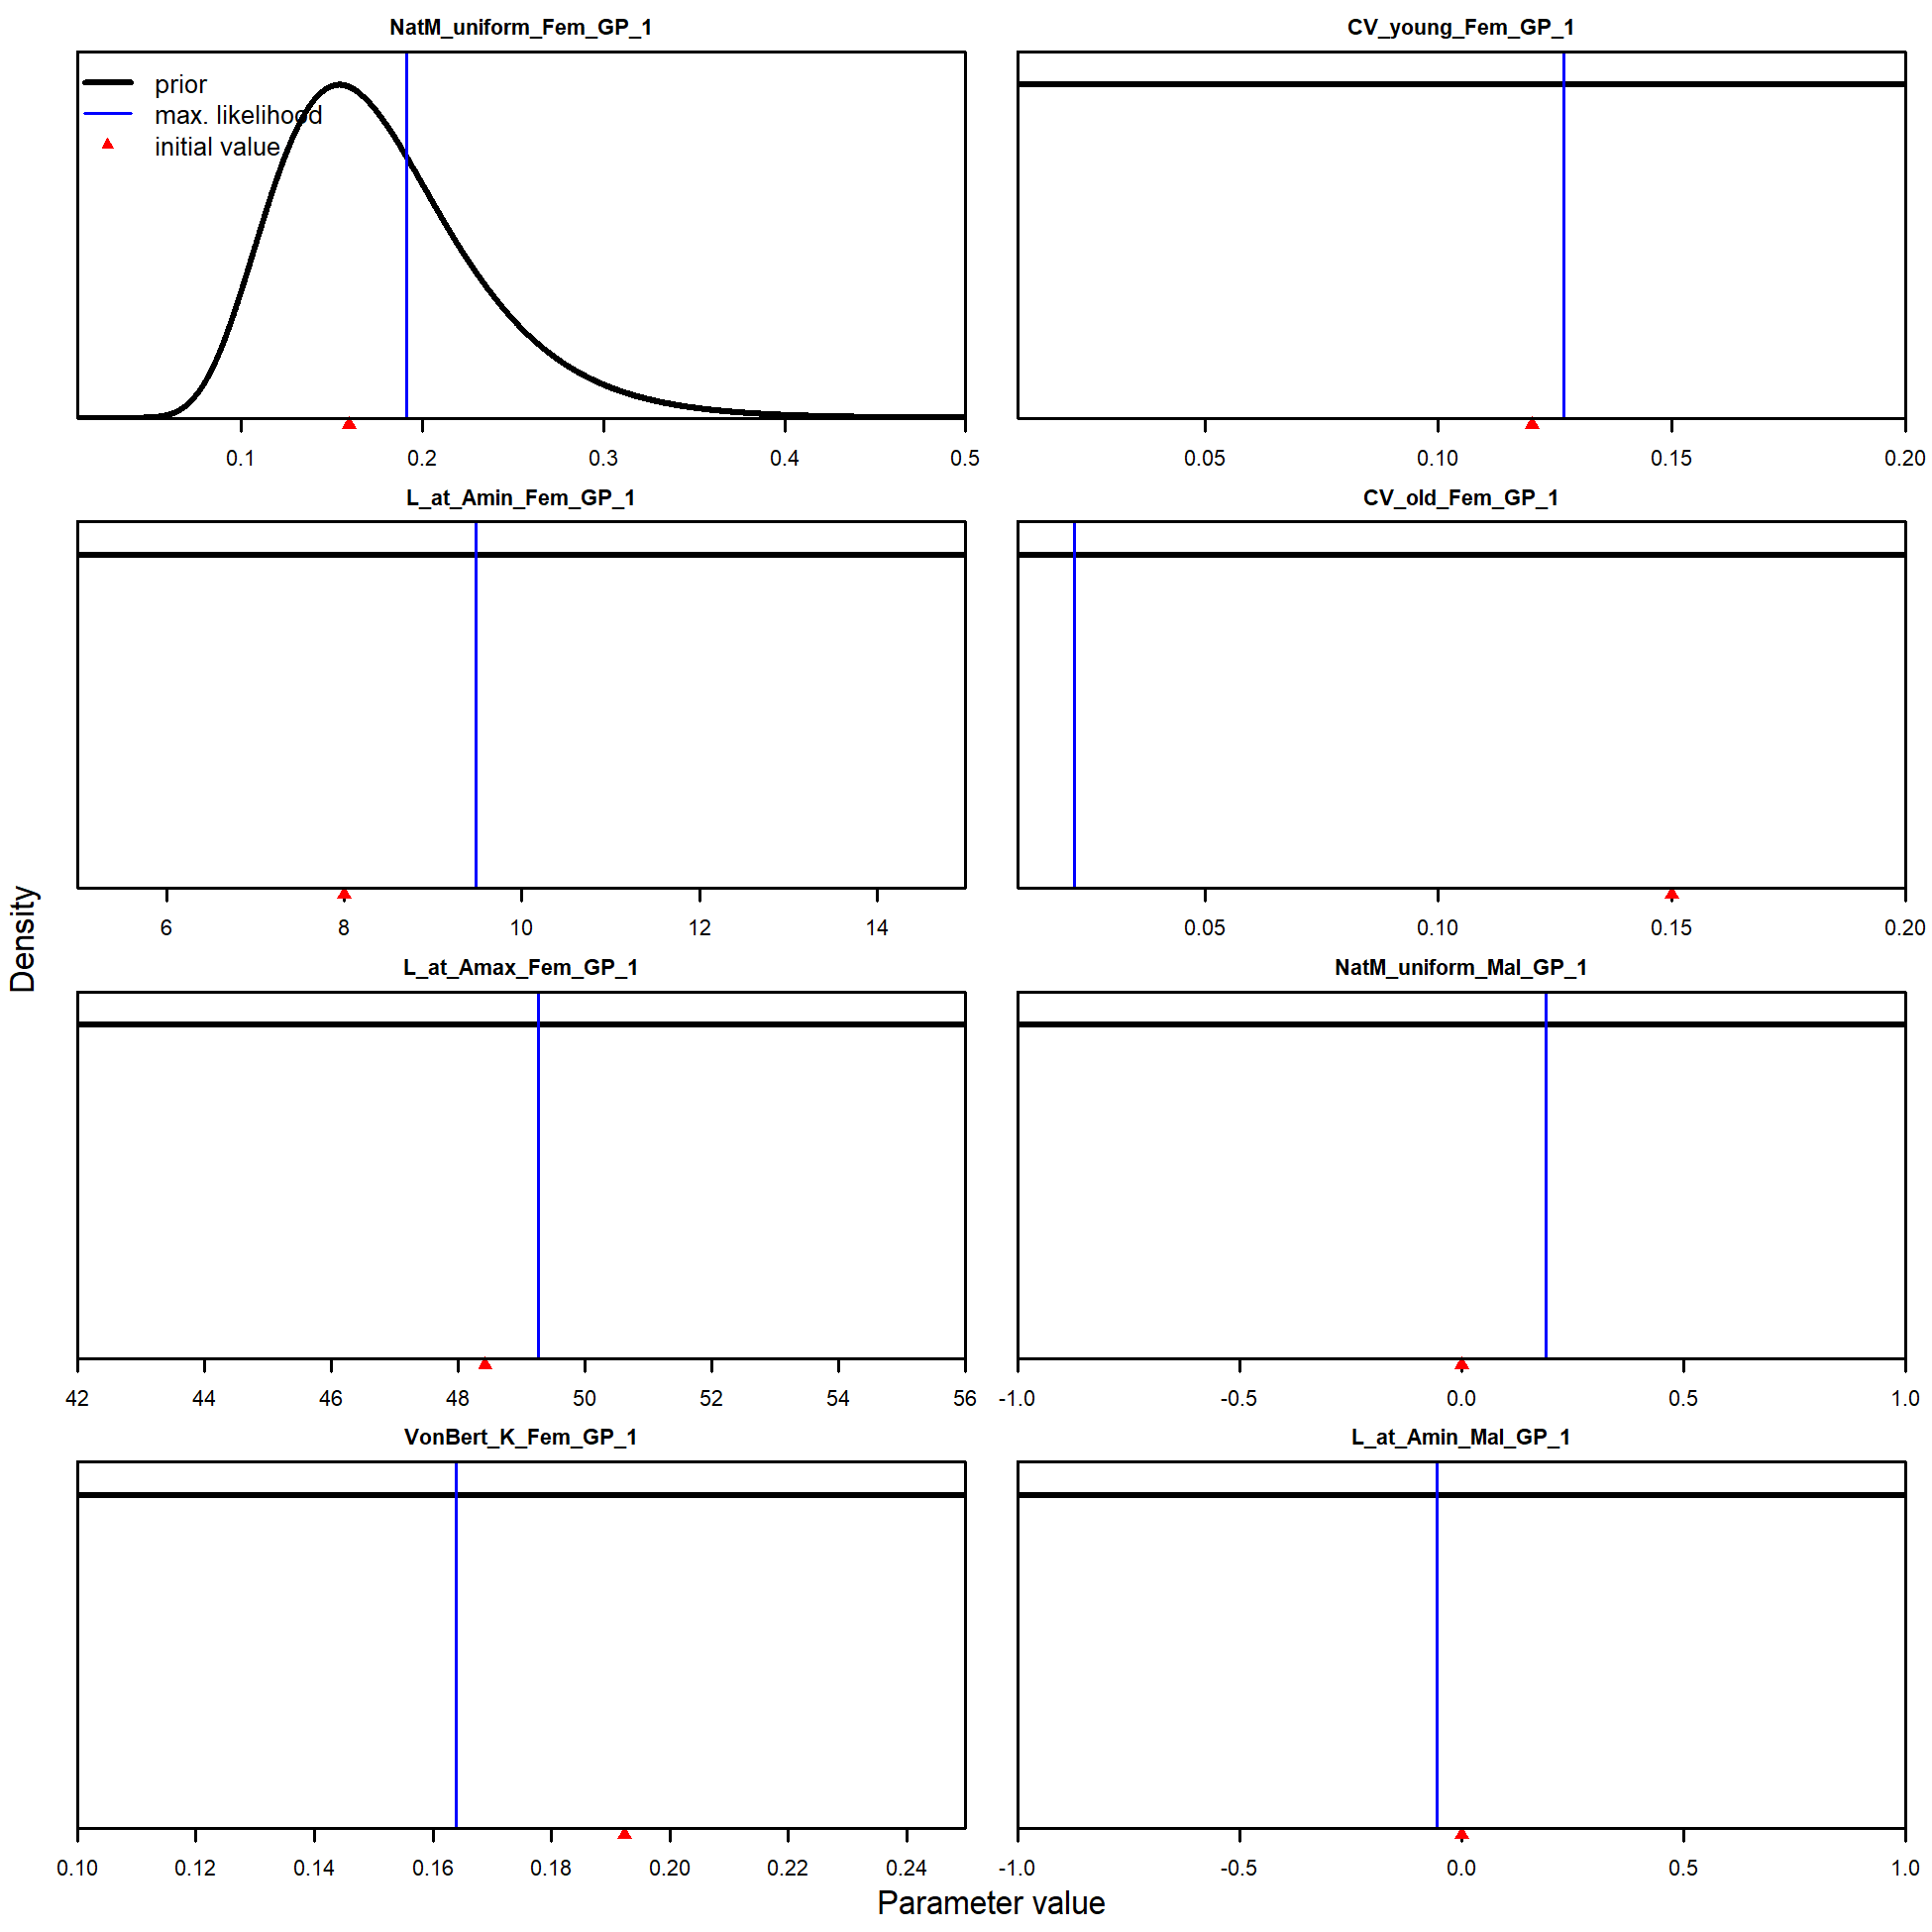 NatM_uniform_Fem_GP_1
prior
max. likelihood
initial value
0.1 0.2 0.3 0.4 0.5
CV_young_Fem_GP_1
0.05 0.10 0.15 0.20
L_at_Amin_Fem_GP_1
6 8 10 12 14
CV_old_Fem_GP_1
0.05 0.10 0.15 0.20
Density
L_at_Amax_Fem_GP_1
42 44 46 48 50 52 54 56
NatM_uniform_Mal_GP_1
-1.0 -0.5 0.0 0.5 1.0
VonBert_K_Fem_GP_1
0.10 0.12 0.14 0.16 0.18 0.20 0.22 0.24
L_at_Amin_Mal_GP_1
-1.0 -0.5 0.0 0.5 1.0
Parameter value